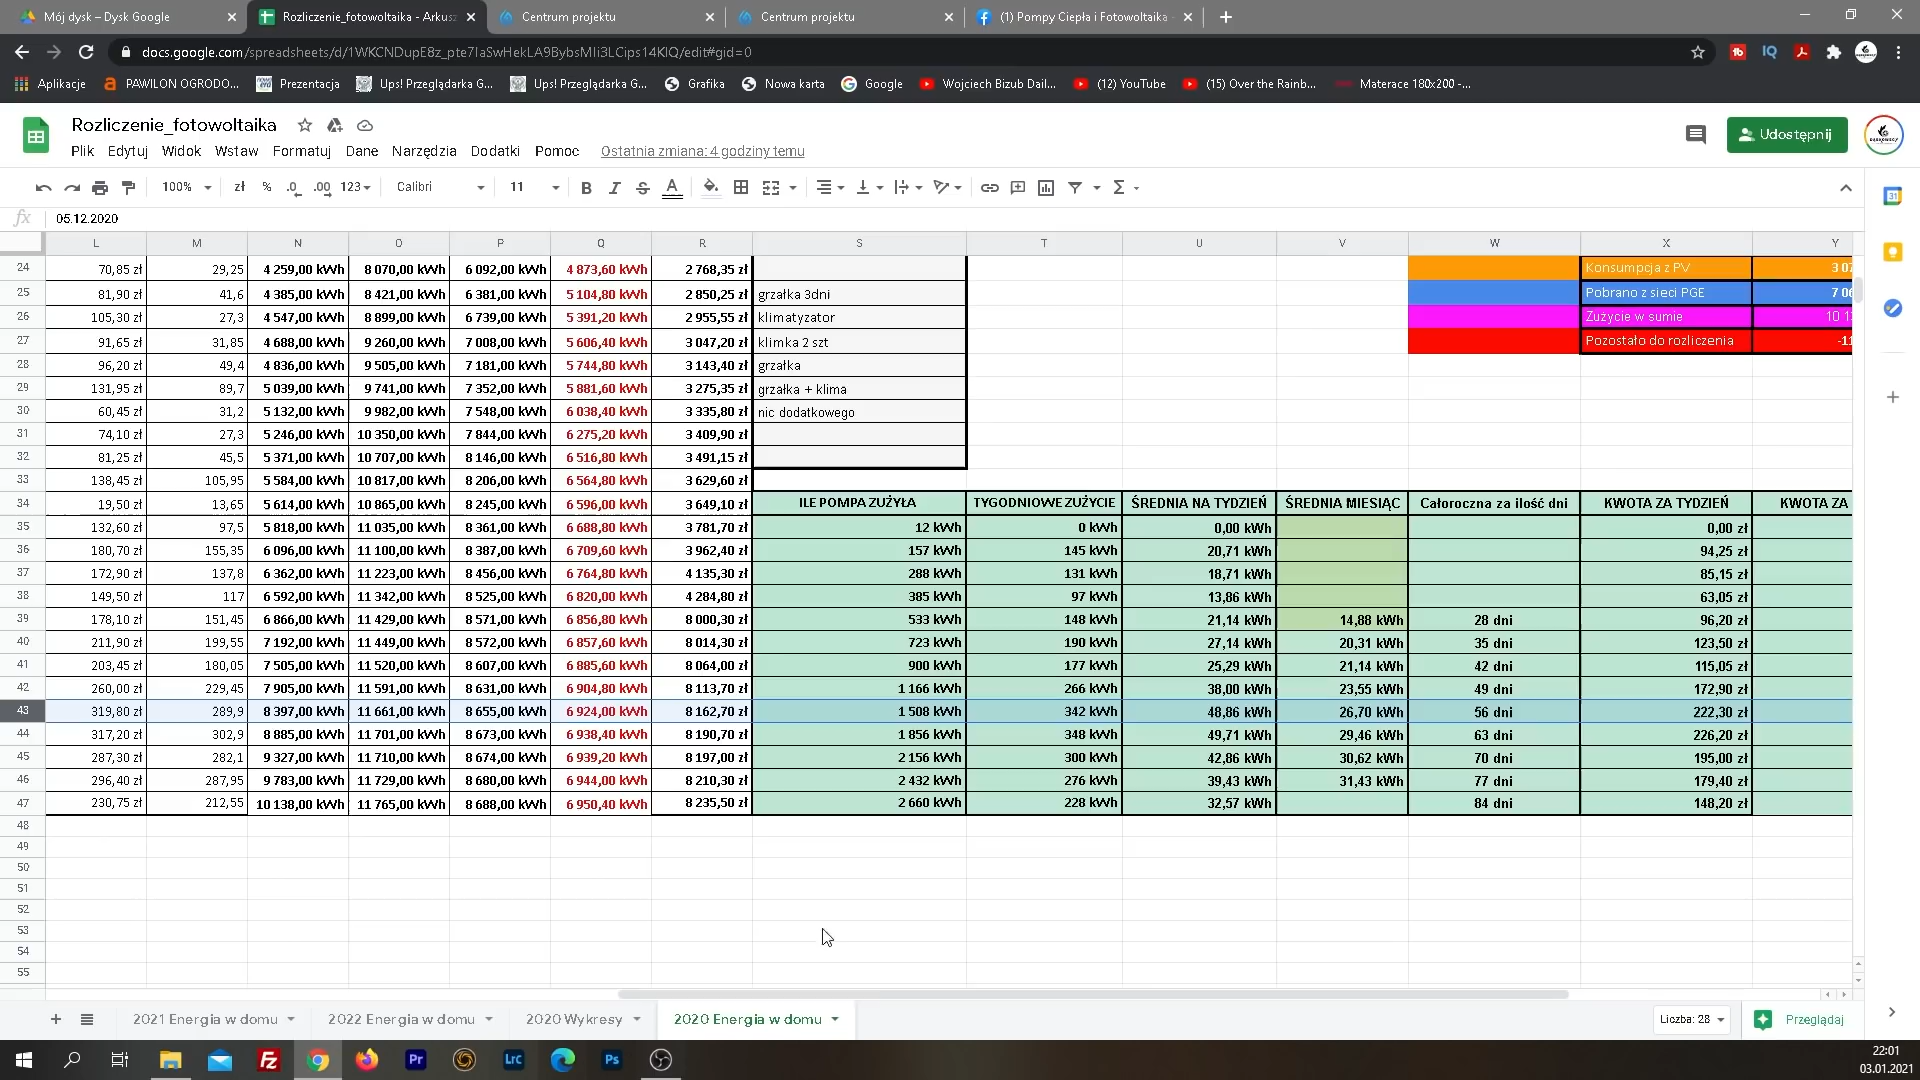 Mój dysk – Dysk Google
Rozliczenie_fotowoltaika - Arkusz
Centrum projektu
Centrum projektu
(1) Pompy Ciepła i Fotowoltaika
docs.google.com/spreadsheets/d/1WKCNDupE8z_pte7IaSwHekLA9BybsMIi3LCips14KIQ/edit#gid=0
Aplikacje
PAWILON OGRODO...
Prezentacja
Ups! Przeglądarka G...
Ups! Przeglądarka G...
Grafika
Nowa karta
Google
Wojciech Bizub Dail...
(12) YouTube
(15) Over the Rainb...
Materace 180x200 -...
Rozliczenie_fotowoltaika
Plik Edytuj Widok Wstaw Formatuj Dane Narzędzia Dodatki Pomoc Ostatnia zmiana: 4 godziny temu
Udostępnij
100% zł % .0 .00 123 Calibri 11
fx 05.12.2020
L M N O P Q R S T U V W X Y
24 70,85 zł 29,25 4 259,00 kWh 8 070,00 kWh 6 092,00 kWh 4 873,60 kWh 2 768,35 zł Konsumpcja z PV 3 07
25 81,90 zł 41,6 4 385,00 kWh 8 421,00 kWh 6 381,00 kWh 5 104,80 kWh 2 850,25 zł grzałka 3dni Pobrano z sieci PGE 7 06
26 105,30 zł 27,3 4 547,00 kWh 8 899,00 kWh 6 739,00 kWh 5 391,20 kWh 2 955,55 zł klimatyzator Zużycie w sumie 10 1
27 91,65 zł 31,85 4 688,00 kWh 9 260,00 kWh 7 008,00 kWh 5 606,40 kWh 3 047,20 zł klimka 2 szt Pozostało do rozliczenia -11
28 96,20 zł 49,4 4 836,00 kWh 9 505,00 kWh 7 181,00 kWh 5 744,80 kWh 3 143,40 zł grzałka
29 131,95 zł 89,7 5 039,00 kWh 9 741,00 kWh 7 352,00 kWh 5 881,60 kWh 3 275,35 zł grzałka + klima
30 60,45 zł 31,2 5 132,00 kWh 9 982,00 kWh 7 548,00 kWh 6 038,40 kWh 3 335,80 zł nic dodatkowego
31 74,10 zł 27,3 5 246,00 kWh 10 350,00 kWh 7 844,00 kWh 6 275,20 kWh 3 409,90 zł
32 81,25 zł 45,5 5 371,00 kWh 10 707,00 kWh 8 146,00 kWh 6 516,80 kWh 3 491,15 zł
33 138,45 zł 105,95 5 584,00 kWh 10 817,00 kWh 8 206,00 kWh 6 564,80 kWh 3 629,60 zł
34 19,50 zł 13,65 5 614,00 kWh 10 865,00 kWh 8 245,00 kWh 6 596,00 kWh 3 649,10 zł ILE POMPA ZUŻYŁA TYGODNIOWE ZUŻYCIE ŚREDNIA NA TYDZIEŃ ŚREDNIA MIESIĄC Całoroczna za ilość dni KWOTA ZA TYDZIEŃ KWOTA ZA
35 132,60 zł 97,5 5 818,00 kWh 11 035,00 kWh 8 361,00 kWh 6 688,80 kWh 3 781,70 zł 12 kWh 0 kWh 0,00 kWh 0,00 zł
36 180,70 zł 155,35 6 096,00 kWh 11 100,00 kWh 8 387,00 kWh 6 709,60 kWh 3 962,40 zł 157 kWh 145 kWh 20,71 kWh 94,25 zł
37 172,90 zł 137,8 6 362,00 kWh 11 223,00 kWh 8 456,00 kWh 6 764,80 kWh 4 135,30 zł 288 kWh 131 kWh 18,71 kWh 85,15 zł
38 149,50 zł 117 6 592,00 kWh 11 342,00 kWh 8 525,00 kWh 6 820,00 kWh 4 284,80 zł 385 kWh 97 kWh 13,86 kWh 63,05 zł
39 178,10 zł 151,45 6 866,00 kWh 11 429,00 kWh 8 571,00 kWh 6 856,80 kWh 8 000,30 zł 533 kWh 148 kWh 21,14 kWh 14,88 kWh 28 dni 96,20 zł
40 211,90 zł 199,55 7 192,00 kWh 11 449,00 kWh 8 572,00 kWh 6 857,60 kWh 8 014,30 zł 723 kWh 190 kWh 27,14 kWh 20,31 kWh 35 dni 123,50 zł
41 203,45 zł 180,05 7 505,00 kWh 11 520,00 kWh 8 607,00 kWh 6 885,60 kWh 8 064,00 zł 900 kWh 177 kWh 25,29 kWh 21,14 kWh 42 dni 115,05 zł
42 260,00 zł 229,45 7 905,00 kWh 11 591,00 kWh 8 631,00 kWh 6 904,80 kWh 8 113,70 zł 1 166 kWh 266 kWh 38,00 kWh 23,55 kWh 49 dni 172,90 zł
43 319,80 zł 289,9 8 397,00 kWh 11 661,00 kWh 8 655,00 kWh 6 924,00 kWh 8 162,70 zł 1 508 kWh 342 kWh 48,86 kWh 26,70 kWh 56 dni 222,30 zł
44 317,20 zł 302,9 8 885,00 kWh 11 701,00 kWh 8 673,00 kWh 6 938,40 kWh 8 190,70 zł 1 856 kWh 348 kWh 49,71 kWh 29,46 kWh 63 dni 226,20 zł
45 287,30 zł 282,1 9 327,00 kWh 11 710,00 kWh 8 674,00 kWh 6 939,20 kWh 8 197,00 zł 2 156 kWh 300 kWh 42,86 kWh 30,62 kWh 70 dni 195,00 zł
46 296,40 zł 287,95 9 783,00 kWh 11 729,00 kWh 8 680,00 kWh 6 944,00 kWh 8 210,30 zł 2 432 kWh 276 kWh 39,43 kWh 31,43 kWh 77 dni 179,40 zł
47 230,75 zł 212,55 10 138,00 kWh 11 765,00 kWh 8 688,00 kWh 6 950,40 kWh 8 235,50 zł 2 660 kWh 228 kWh 32,57 kWh 84 dni 148,20 zł
48
49
50
51
52
53
54
55
2021 Energia w domu 2022 Energia w domu 2020 Wykresy 2020 Energia w domu Liczba: 28 Przeglądaj
22:01
03.01.2021